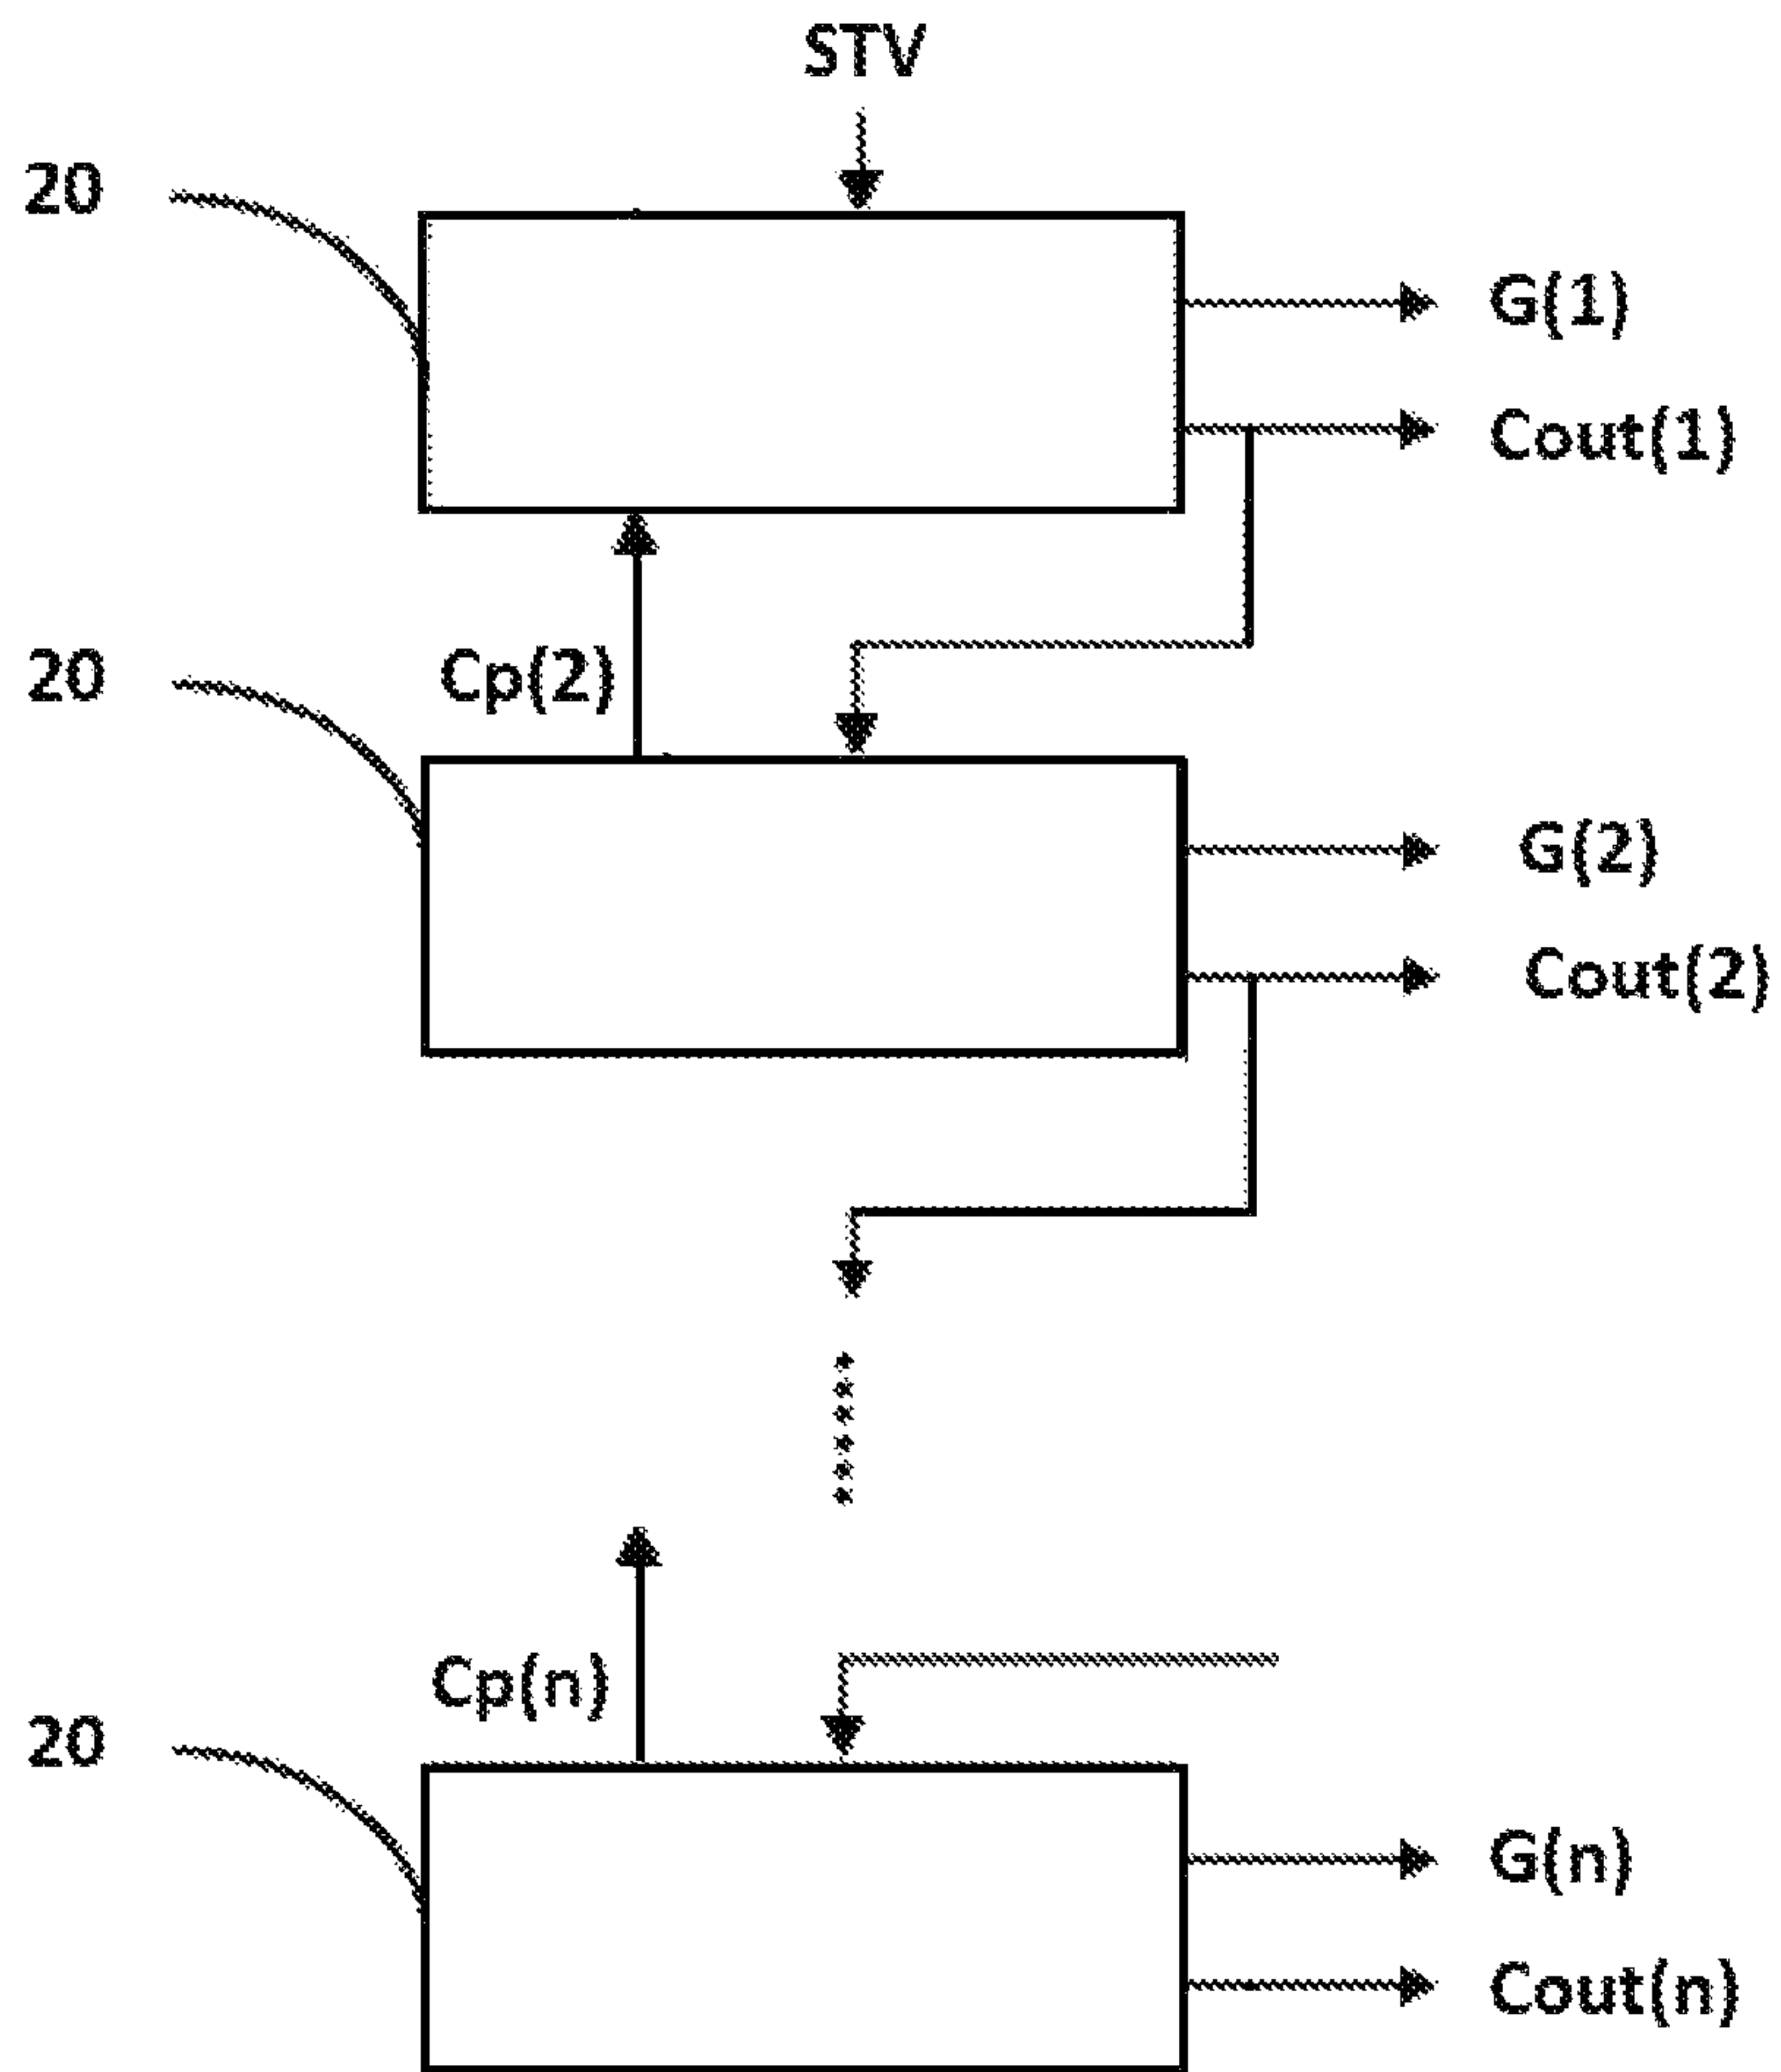 STV
20
G(1)
Cout(1)
20
Cp(2)
G(2)
Cout(2)
Cp(n)
20
G(n)
Cout(n)